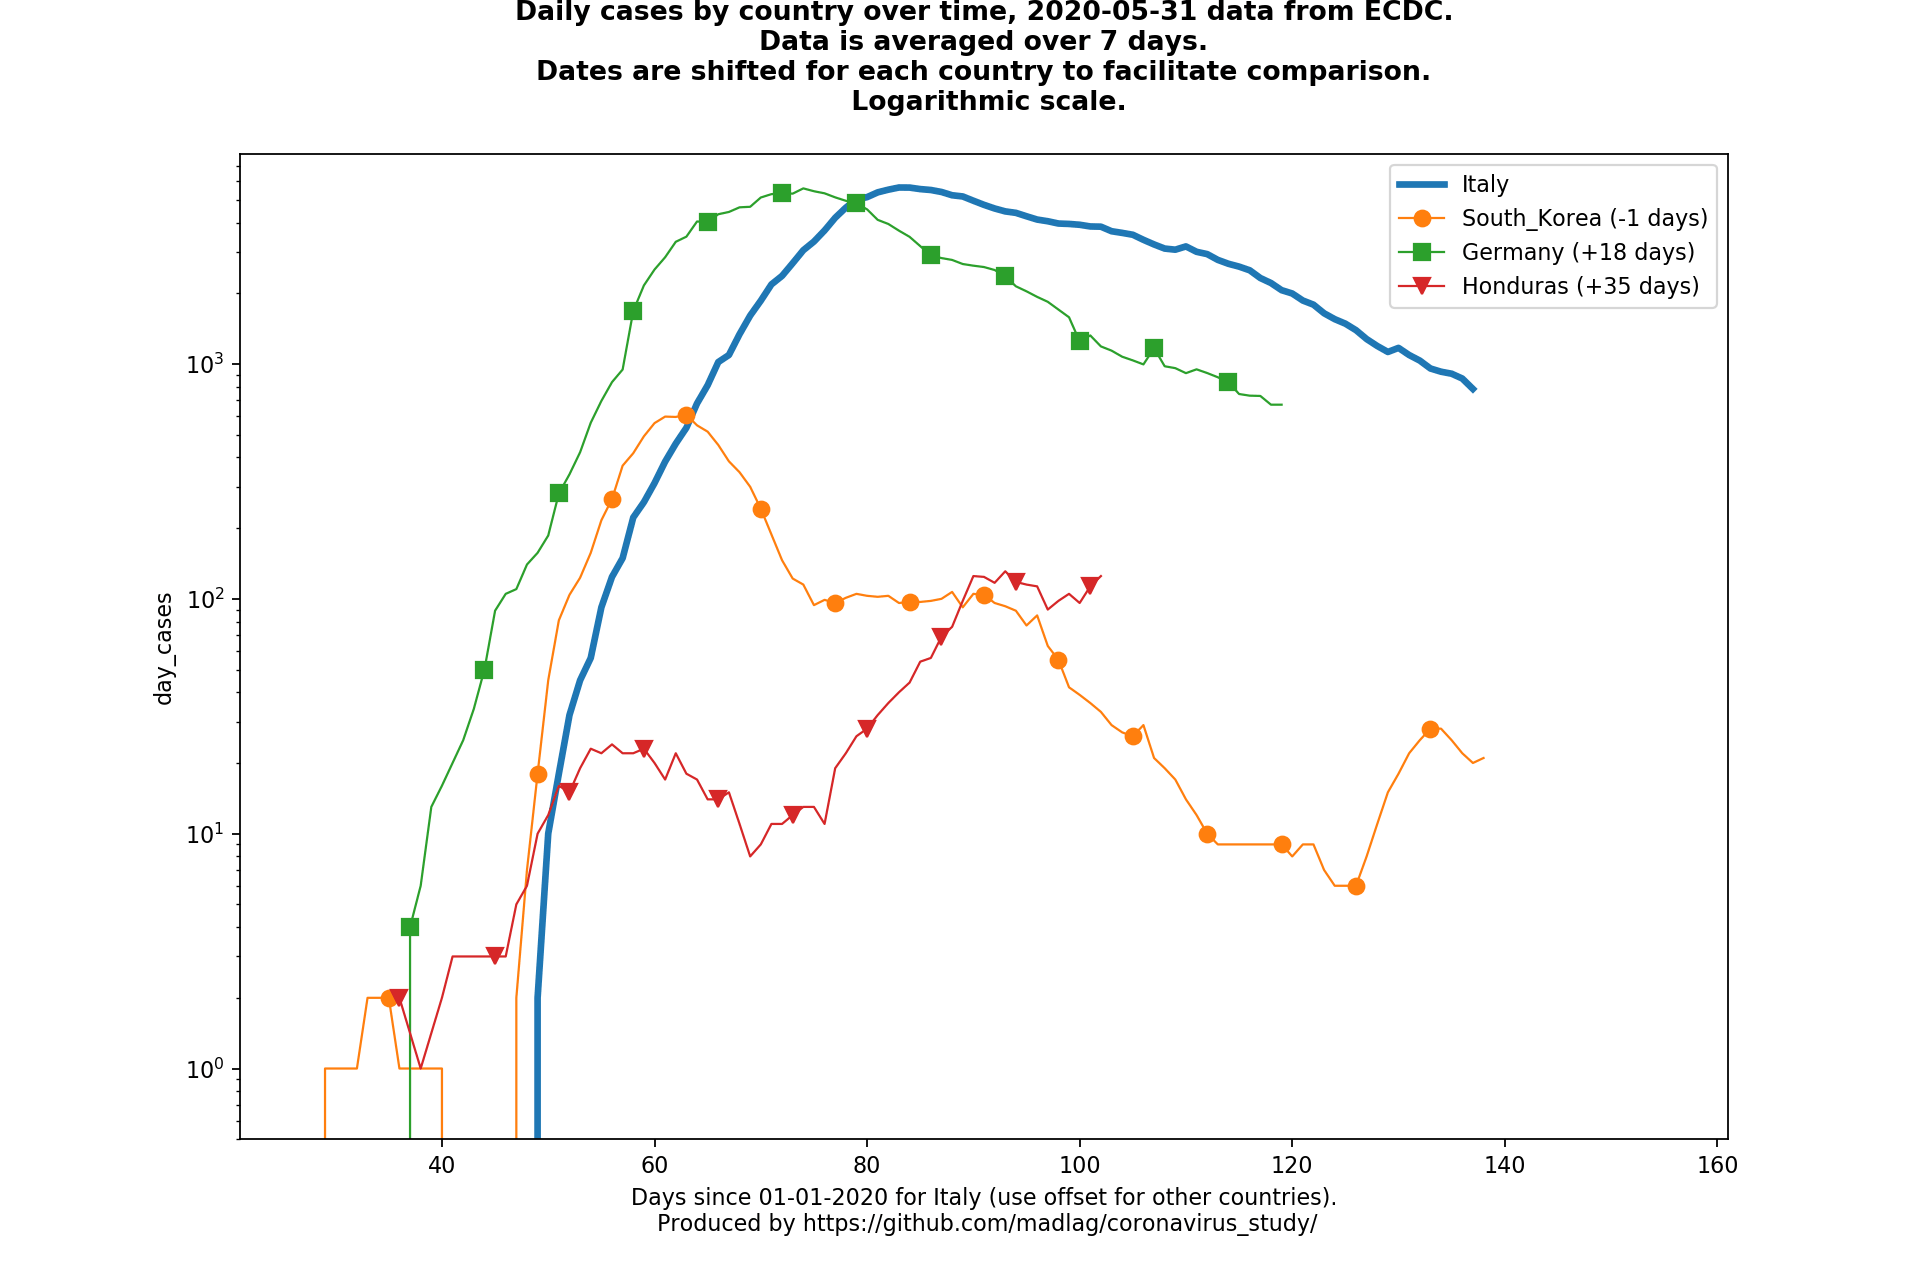 Daily cases by country over time, 2020-05-31 data from ECDC.
Data is averaged over 7 days.
Dates are shifted for each country to facilitate comparison.
Logarithmic scale.
Italy
South_Korea (-1 days)
Germany (+18 days)
Honduras (+35 days)
day_cases
10³
10²
10¹
10⁰
40 60 80 100 120 140 160
Days since 01-01-2020 for Italy (use offset for other countries).
Produced by https://github.com/madlag/coronavirus_study/